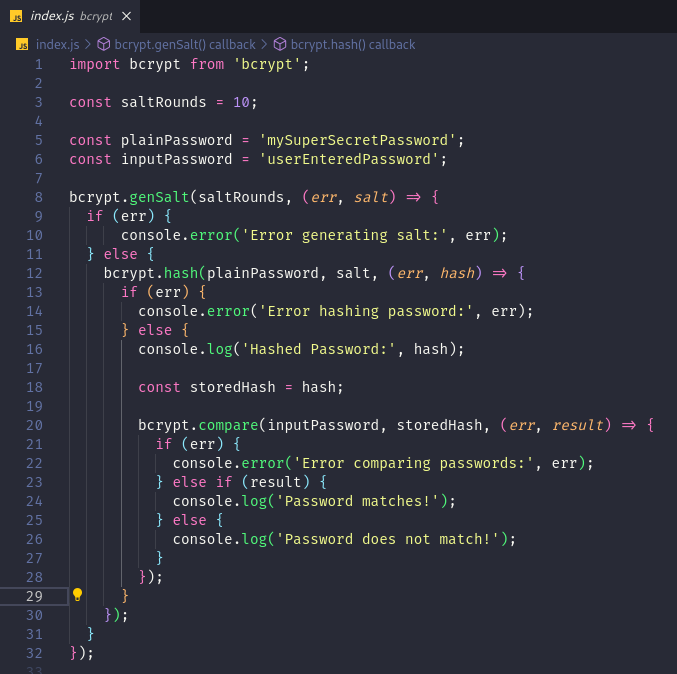 JS index.js bcrypt ×
JS index.js > bcrypt.genSalt() callback > bcrypt.hash() callback
1 import bcrypt from 'bcrypt';
2
3 const saltRounds = 10;
4
5 const plainPassword = 'mySuperSecretPassword';
6 const inputPassword = 'userEnteredPassword';
7
8 bcrypt.genSalt(saltRounds, (err, salt) => {
9   if (err) {
10       console.error('Error generating salt:', err);
11   } else {
12     bcrypt.hash(plainPassword, salt, (err, hash) => {
13       if (err) {
14         console.error('Error hashing password:', err);
15       } else {
16         console.log('Hashed Password:', hash);
17
18         const storedHash = hash;
19
20         bcrypt.compare(inputPassword, storedHash, (err, result) => {
21           if (err) {
22             console.error('Error comparing passwords:', err);
23           } else if (result) {
24             console.log('Password matches!');
25           } else {
26             console.log('Password does not match!');
27           }
28         });
29       }
30     });
31   }
32 });
33